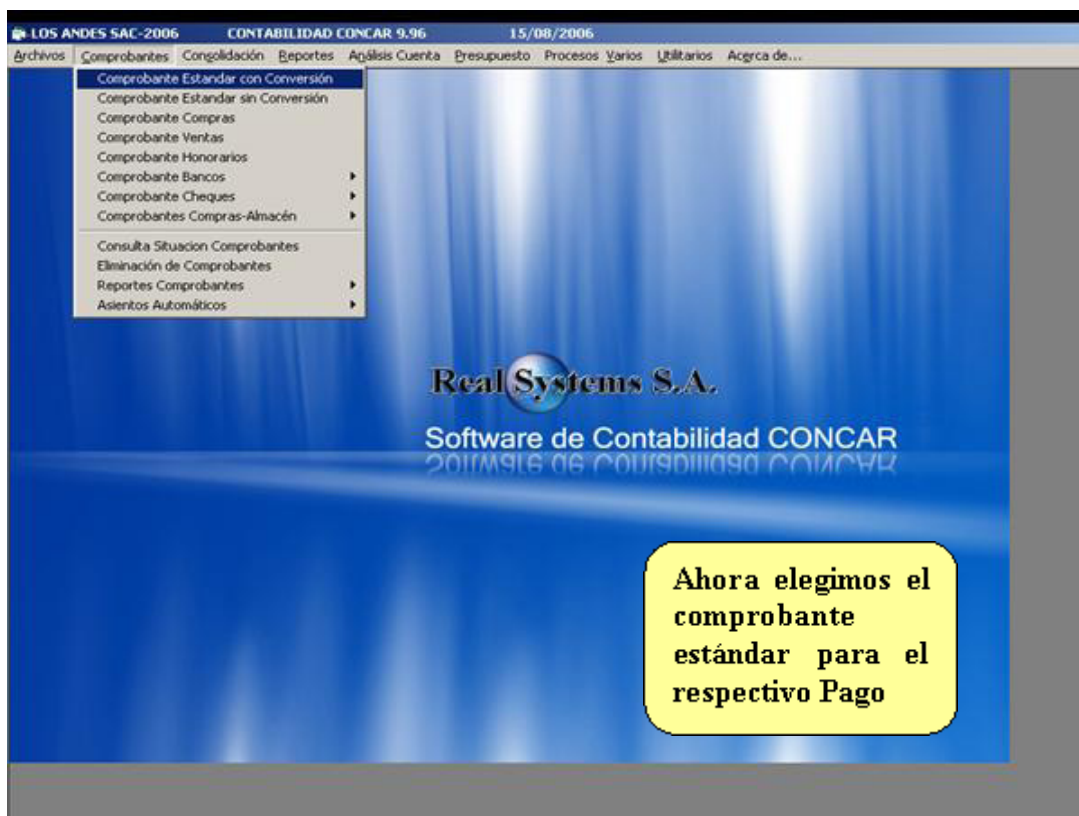 LOS ANDES SAC-2006 CONTABILIDAD CONCAR 9.96 15/08/2006
Archivos Comprobantes Consolidación Reportes Análisis Cuenta Presupuesto Procesos Varios Utilitarios Acerca de...
Comprobante Estandar con Conversión
Comprobante Estandar sin Conversión
Comprobante Compras
Comprobante Ventas
Comprobante Honorarios
Comprobante Bancos
Comprobante Cheques
Comprobantes Compras-Almacén
Consulta Situacion Comprobantes
Eliminación de Comprobantes
Reportes Comprobantes
Asientos Automáticos
Real Systems S.A.
Software de Contabilidad CONCAR
Ahora elegimos el
comprobante
estándar para el
respectivo Pago